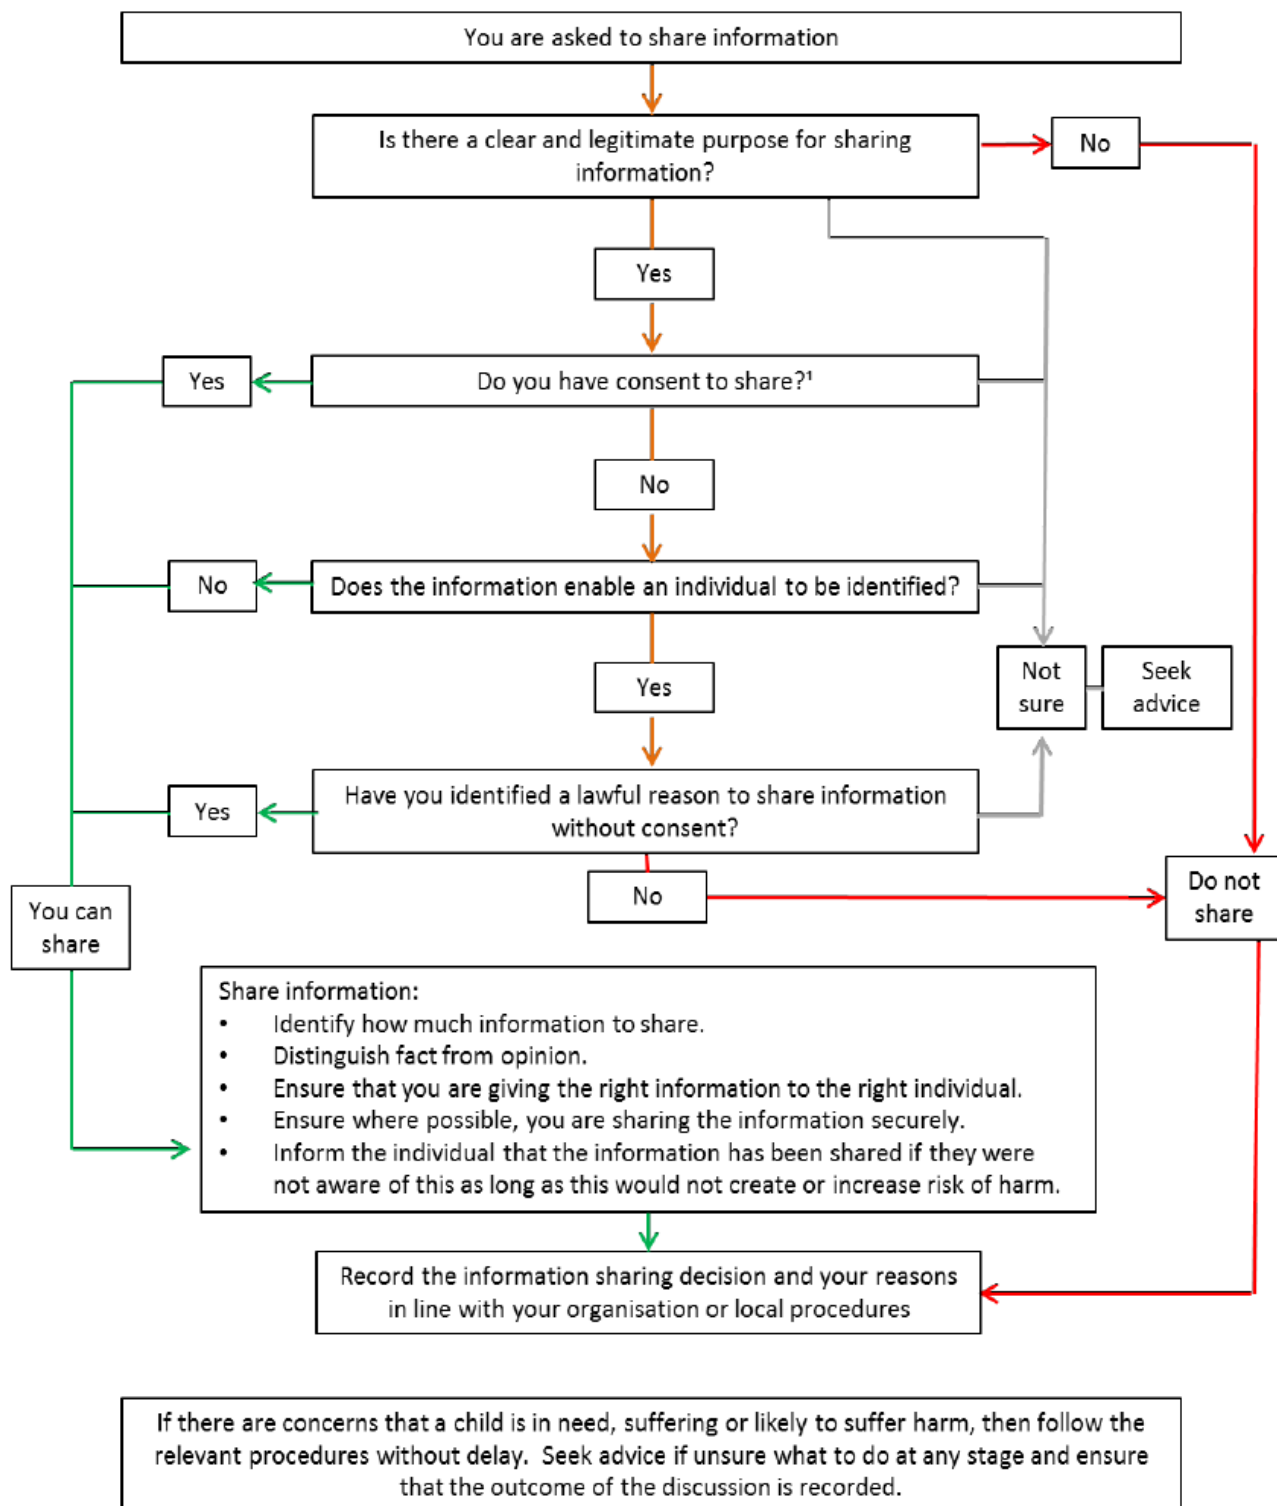 You are asked to share information
Is there a clear and legitimate purpose for sharing
information?
No
Yes
Yes
Do you have consent to share?¹
No
No
Does the information enable an individual to be identified?
Yes
Not
sure
Seek
advice
Yes
Have you identified a lawful reason to share information
without consent?
No
Do not
share
You can
share
Share information:
• Identify how much information to share.
• Distinguish fact from opinion.
• Ensure that you are giving the right information to the right individual.
• Ensure where possible, you are sharing the information securely.
• Inform the individual that the information has been shared if they were
not aware of this as long as this would not create or increase risk of harm.
Record the information sharing decision and your reasons
in line with your organisation or local procedures
If there are concerns that a child is in need, suffering or likely to suffer harm, then follow the
relevant procedures without delay. Seek advice if unsure what to do at any stage and ensure
that the outcome of the discussion is recorded.